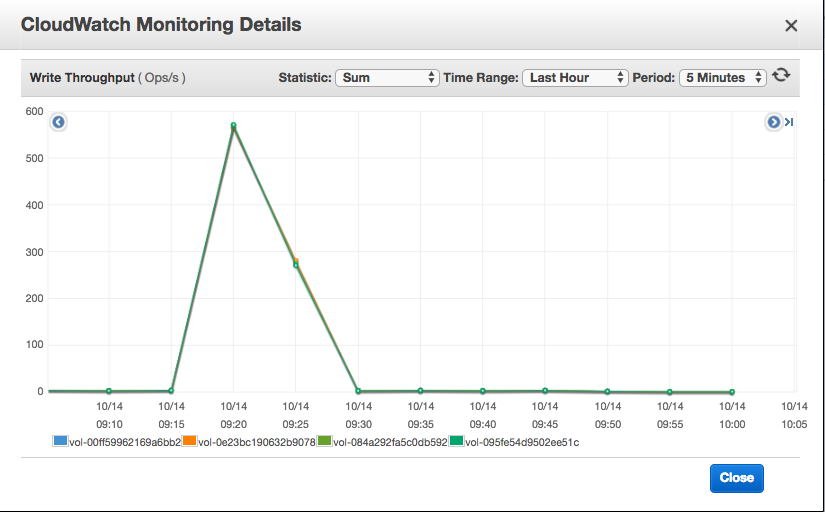 CloudWatch Monitoring Details
Write Throughput ( Ops/s ) Statistic: Sum Time Range: Last Hour Period: 5 Minutes
600
500
400
300
200
100
0
10/14 10/14 10/14 10/14 10/14 10/14 10/14 10/14 10/14 10/14 10/14 10/14
09:10 09:15 09:20 09:25 09:30 09:35 09:40 09:45 09:50 09:55 10:00 10:05
vol-00ff59962169a6bb2 vol-0e23bc190632b9078 vol-084a292fa5c0db592 vol-095fe54d9502ee51c
Close